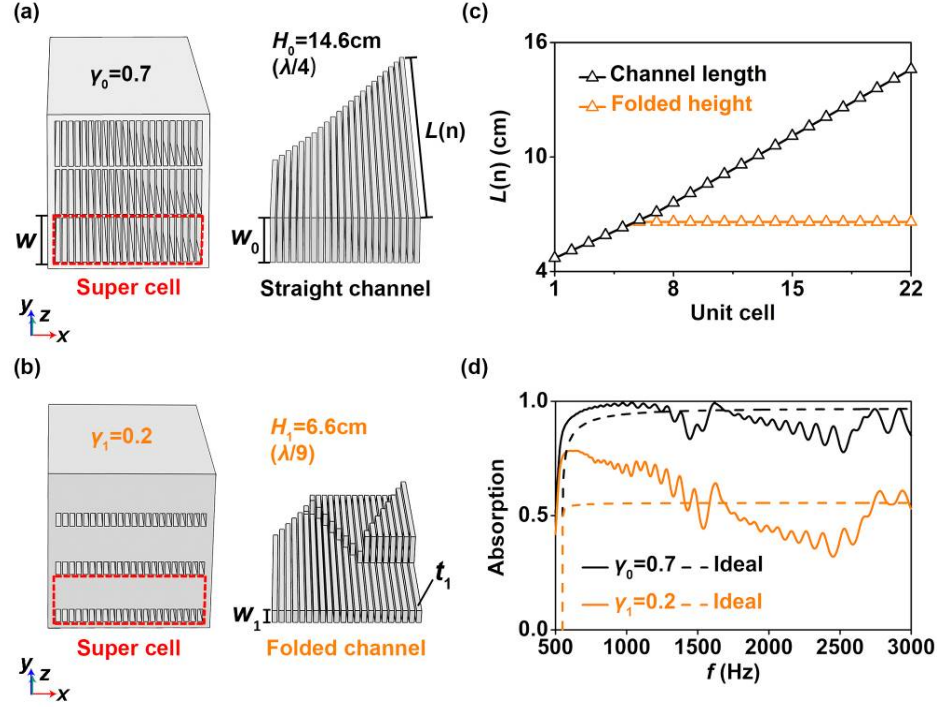 (a)
γ₀=0.7
H₀=14.6cm
(λ/4)
L(n)
w
w₀
Super cell
Straight channel
y
z
x
(b)
γ₁=0.2
H₁=6.6cm
(λ/9)
t₁
w₁
Super cell
Folded channel
y
z
x
(c)
16
Channel length
Folded height
L(n) (cm)
10
4
1 8 15 22
Unit cell
(d)
1.0
Absorption
0.5
γ₀=0.7 Ideal
γ₁=0.2 Ideal
0.0
500 1000 1500 2000 2500 3000
f (Hz)